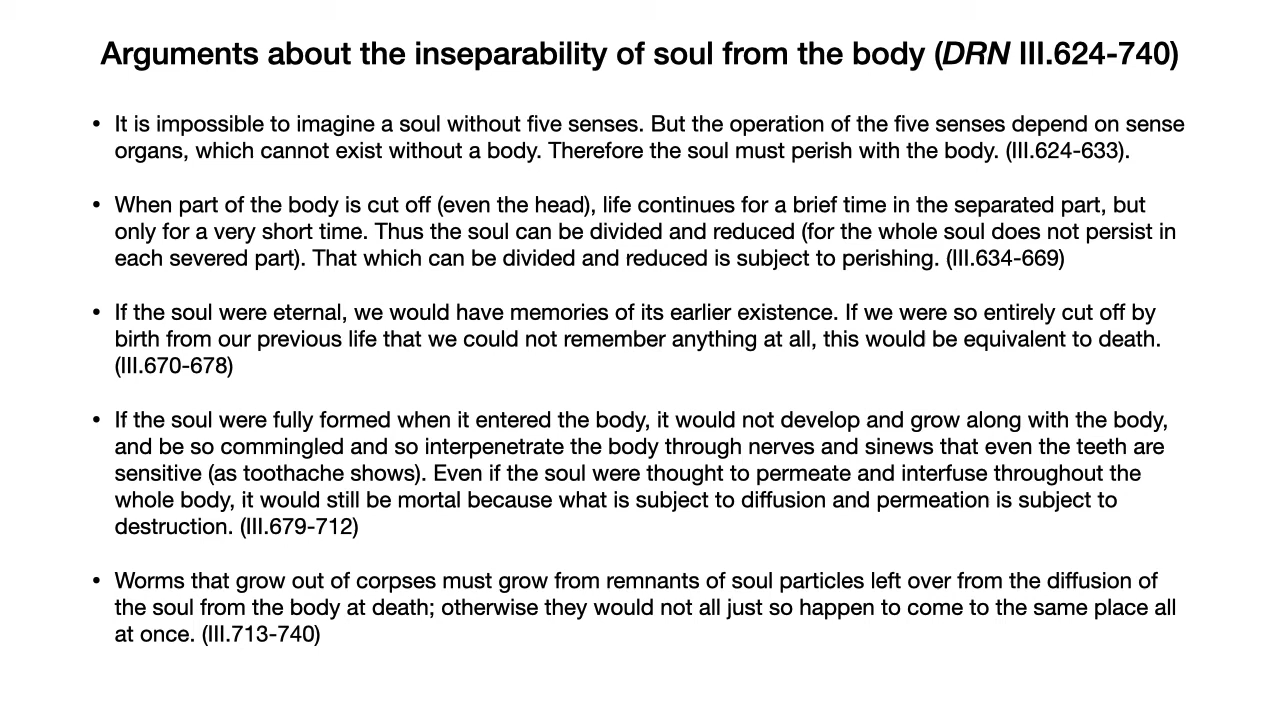 Arguments about the inseparability of soul from the body (DRN III.624-740)
• It is impossible to imagine a soul without five senses. But the operation of the five senses depend on sense
organs, which cannot exist without a body. Therefore the soul must perish with the body. (III.624-633).
• When part of the body is cut off (even the head), life continues for a brief time in the separated part, but
only for a very short time. Thus the soul can be divided and reduced (for the whole soul does not persist in
each severed part). That which can be divided and reduced is subject to perishing. (III.634-669)
• If the soul were eternal, we would have memories of its earlier existence. If we were so entirely cut off by
birth from our previous life that we could not remember anything at all, this would be equivalent to death.
(III.670-678)
• If the soul were fully formed when it entered the body, it would not develop and grow along with the body,
and be so commingled and so interpenetrate the body through nerves and sinews that even the teeth are
sensitive (as toothache shows). Even if the soul were thought to permeate and interfuse throughout the
whole body, it would still be mortal because what is subject to diffusion and permeation is subject to
destruction. (III.679-712)
• Worms that grow out of corpses must grow from remnants of soul particles left over from the diffusion of
the soul from the body at death; otherwise they would not all just so happen to come to the same place all
at once. (III.713-740)